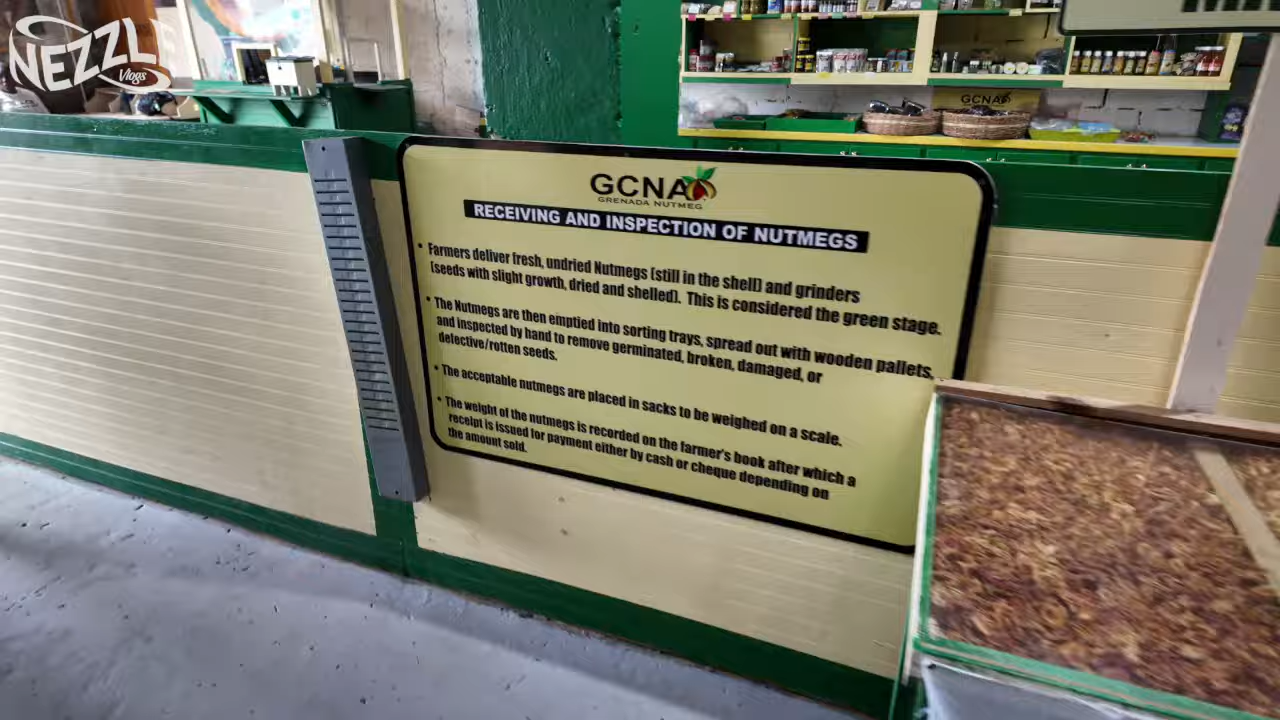 NEZZL
Vlogs
GCNA
GCNA
GRENADA NUTMEG
RECEIVING AND INSPECTION OF NUTMEGS
• Farmers deliver fresh, undried Nutmegs (still in the shell) and grinders
(seeds with slight growth, dried and shelled). This is considered the green stage.
• The Nutmegs are then emptied into sorting trays, spread out with wooden pallets,
and inspected by hand to remove germinated, broken, damaged, or
defective/rotten seeds.
• The acceptable nutmegs are placed in sacks to be weighed on a scale.
• The weight of the nutmegs is recorded on the farmer's book after which a
receipt is issued for payment either by cash or cheque depending on
the amount sold.